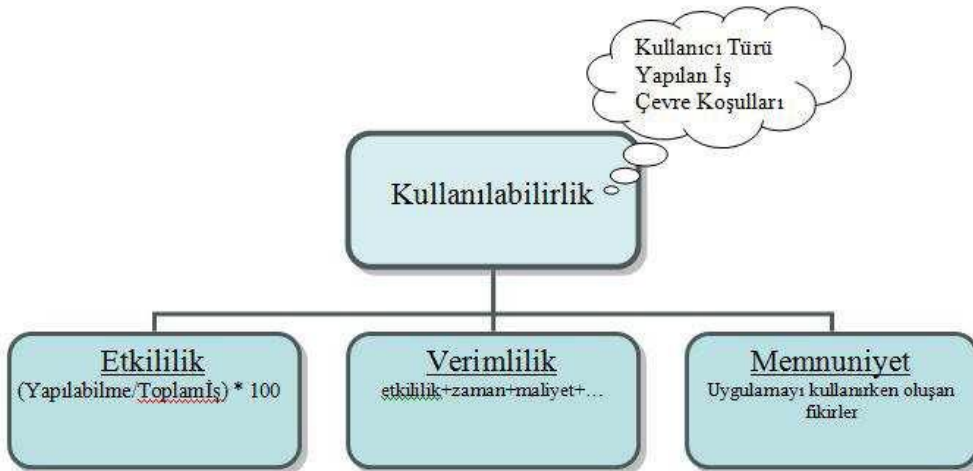 Kullanıcı Türü
Yapılan İş
Çevre Koşulları
Kullanılabilirlik
Etkililik
(Yapılabilme/Toplamİş) * 100
Verimlilik
etkililik+zaman+maliyet+...
Memnuniyet
Uygulamayı kullanırken oluşan
fikirler